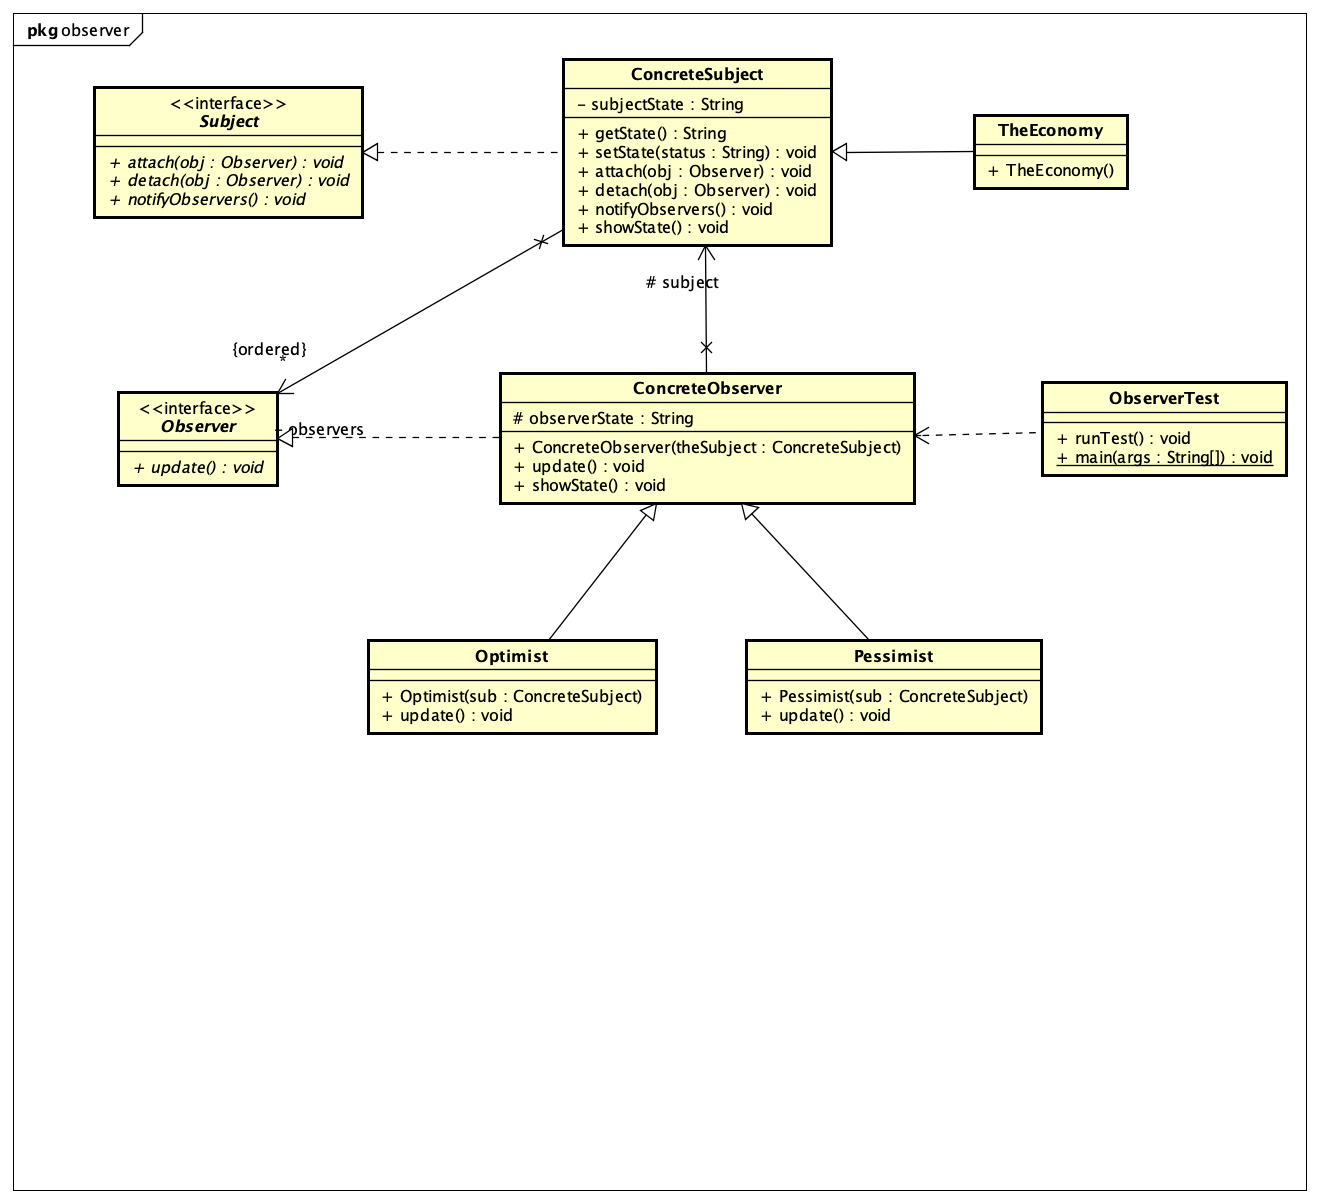 pkg observer
ConcreteSubject
– subjectState : String
+ getState() : String
+ setState(status : String) : void
+ attach(obj : Observer) : void
+ detach(obj : Observer) : void
+ notifyObservers() : void
+ showState() : void
<<interface>>
Subject
+ attach(obj : Observer) : void
+ detach(obj : Observer) : void
+ notifyObservers() : void
TheEconomy
+ TheEconomy()
# subject
{ordered}
*
<<interface>>
Observer
+ update() : void
- observers
ConcreteObserver
# observerState : String
+ ConcreteObserver(theSubject : ConcreteSubject)
+ update() : void
+ showState() : void
ObserverTest
+ runTest() : void
+ main(args : String[]) : void
Optimist
+ Optimist(sub : ConcreteSubject)
+ update() : void
Pessimist
+ Pessimist(sub : ConcreteSubject)
+ update() : void